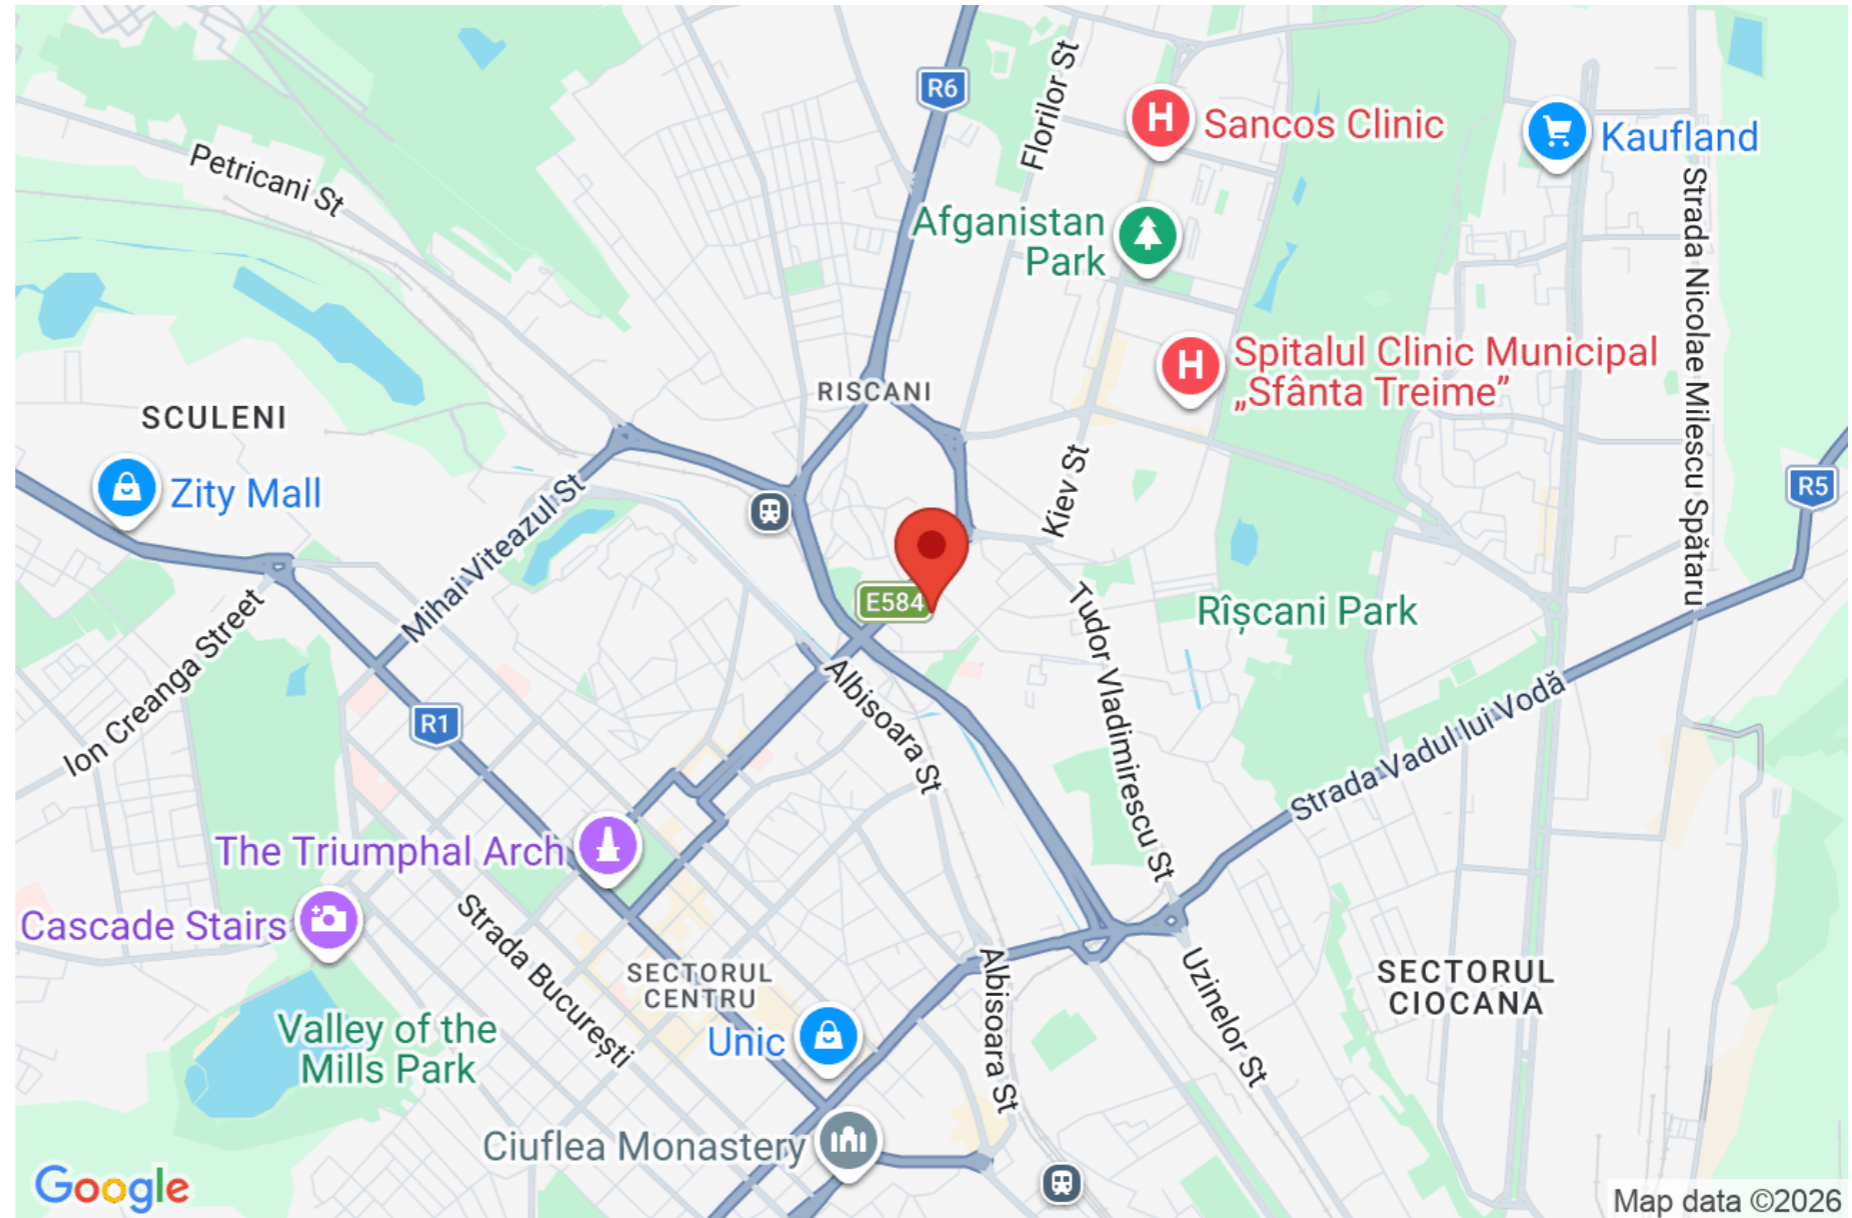 R6
Florilor St
Sancos Clinic
Kaufland
Petricani St
Afganistan
Park
Strada Nicolae Milescu Spătaru
Spitalul Clinic Municipal
„Sfânta Treime”
RISCANI
SCULENI
Zity Mall
Mihai Viteazul St
Kiev St
R5
E584
Ion Creanga Street
Tudor Vladimirescu St
Rîșcani Park
Albisoara St
R1
Strada Vadul lui Vodă
The Triumphal Arch
Cascade Stairs
Strada București
SECTORUL
CENTRU
Albisoara St
Uzinelor St
SECTORUL
CIOCANA
Valley of the
Mills Park
Unic
Ciuflea Monastery
Google
Map data ©2026